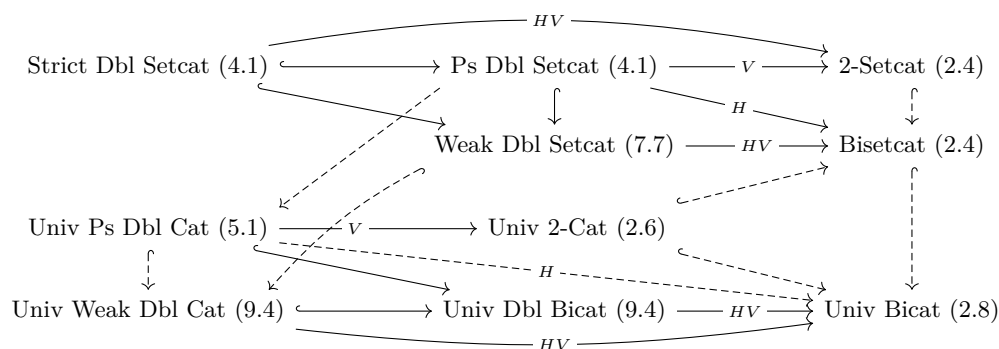 HV
Strict Dbl Setcat (4.1) Ps Dbl Setcat (4.1) V 2-Setcat (2.4)
H
Weak Dbl Setcat (7.7) HV Bisetcat (2.4)
Univ Ps Dbl Cat (5.1) V Univ 2-Cat (2.6)
H
Univ Weak Dbl Cat (9.4) Univ Dbl Bicat (9.4) HV Univ Bicat (2.8)
HV